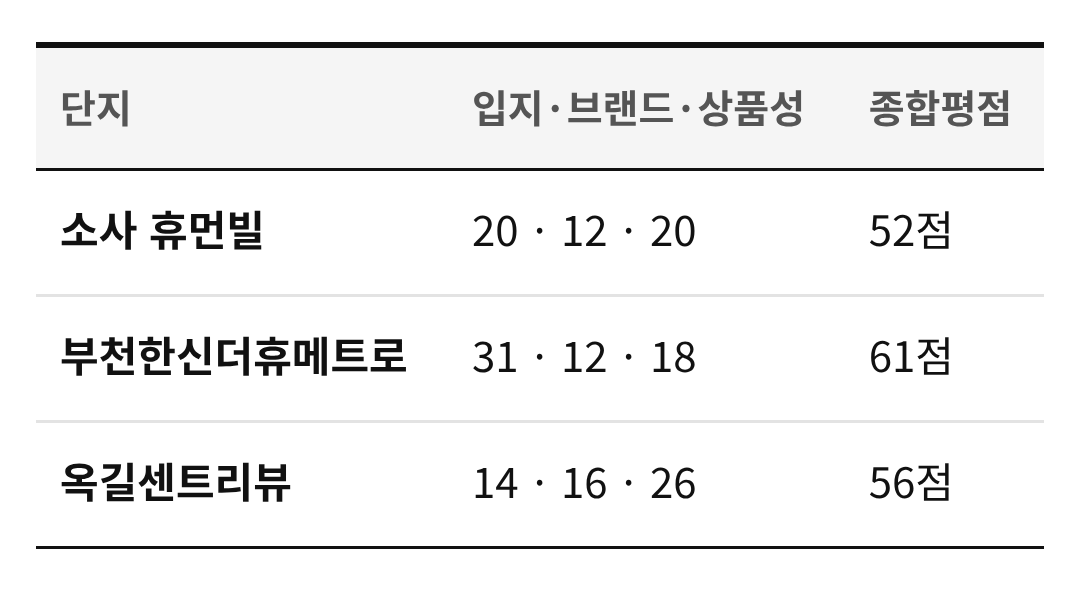 단지 입지·브랜드·상품성 종합평점
소사 휴먼빌 20 · 12 · 20 52점
부천한신더휴메트로 31 · 12 · 18 61점
옥길센트리뷰 14 · 16 · 26 56점